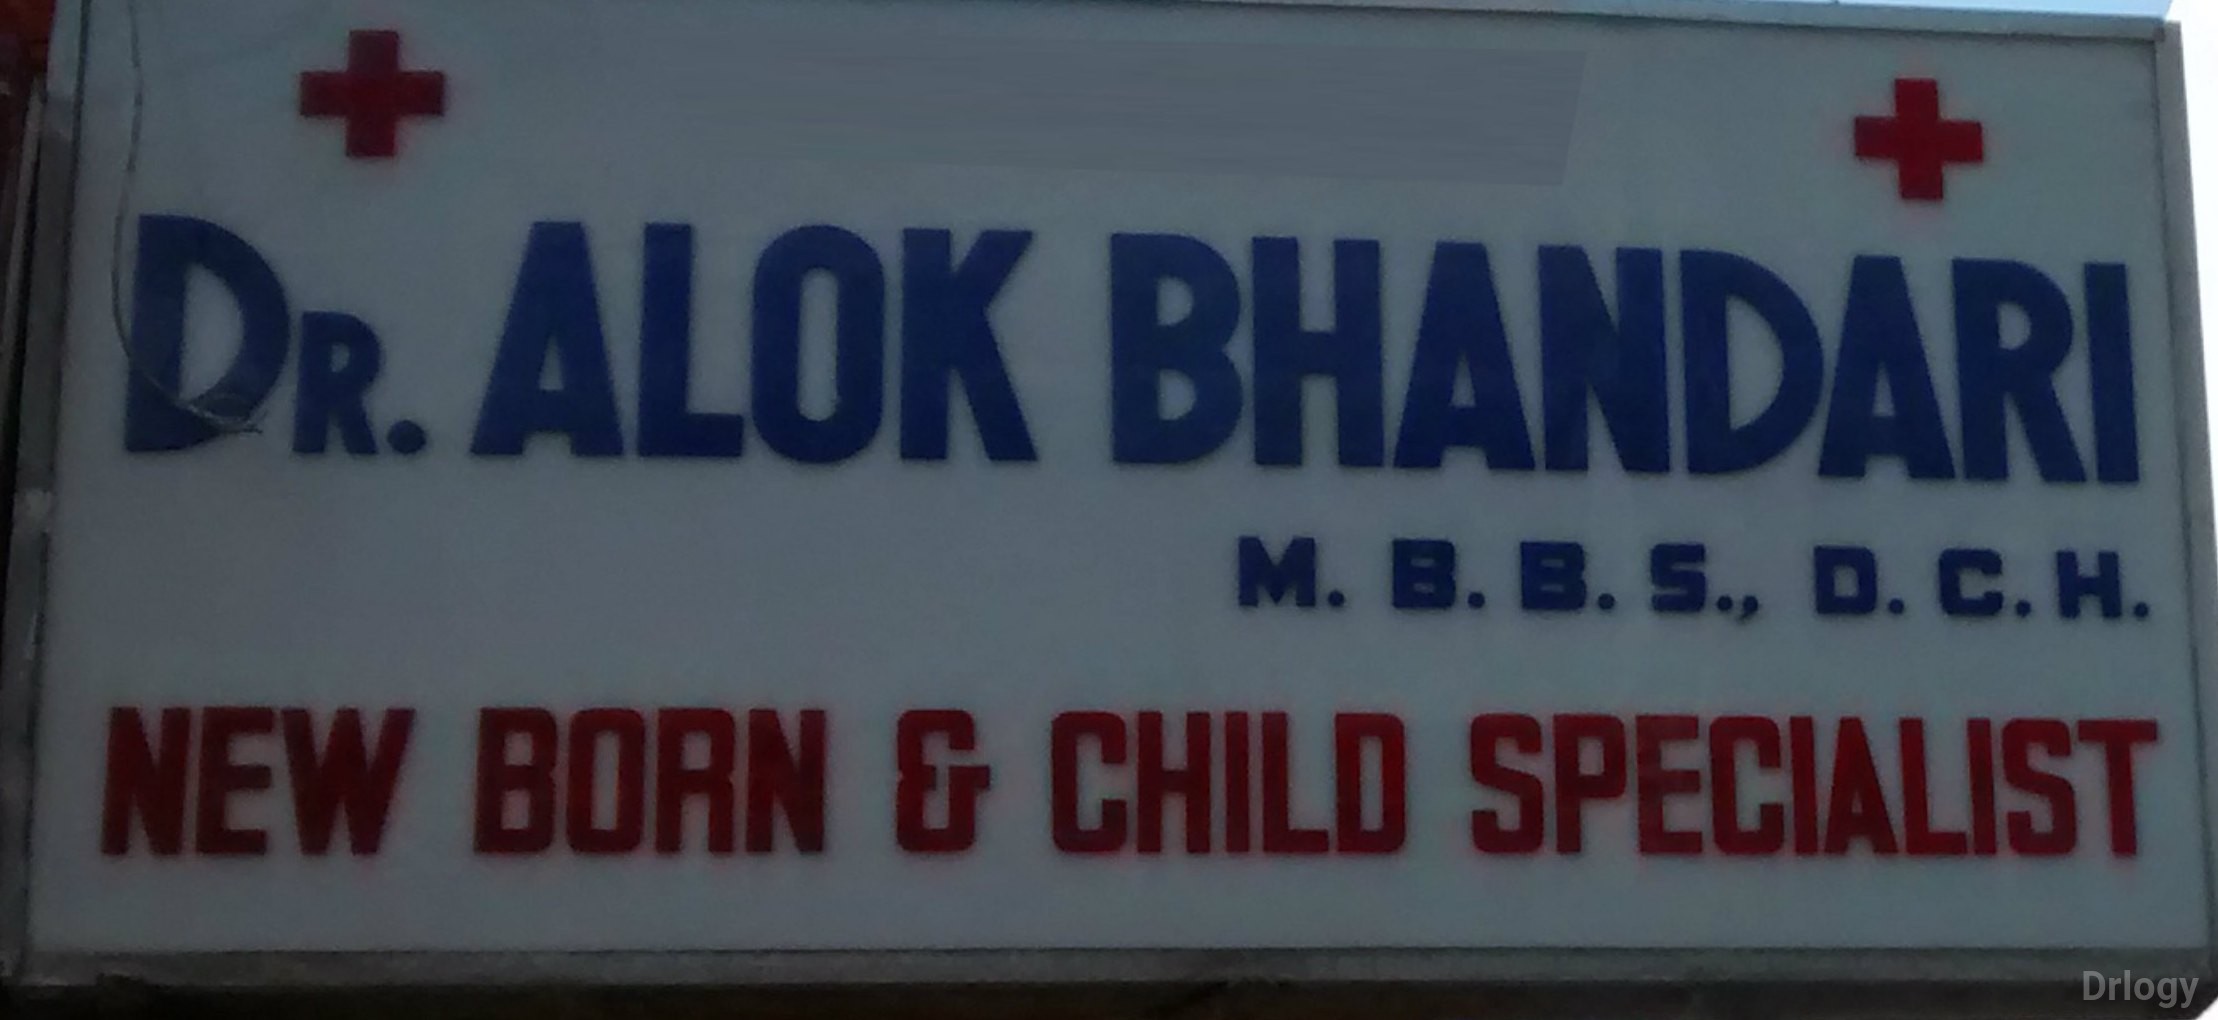 DR. ALOK BHANDARI
M. B. B. S., D. C. H.
NEW BORN & CHILD SPECIALIST
Drlogy